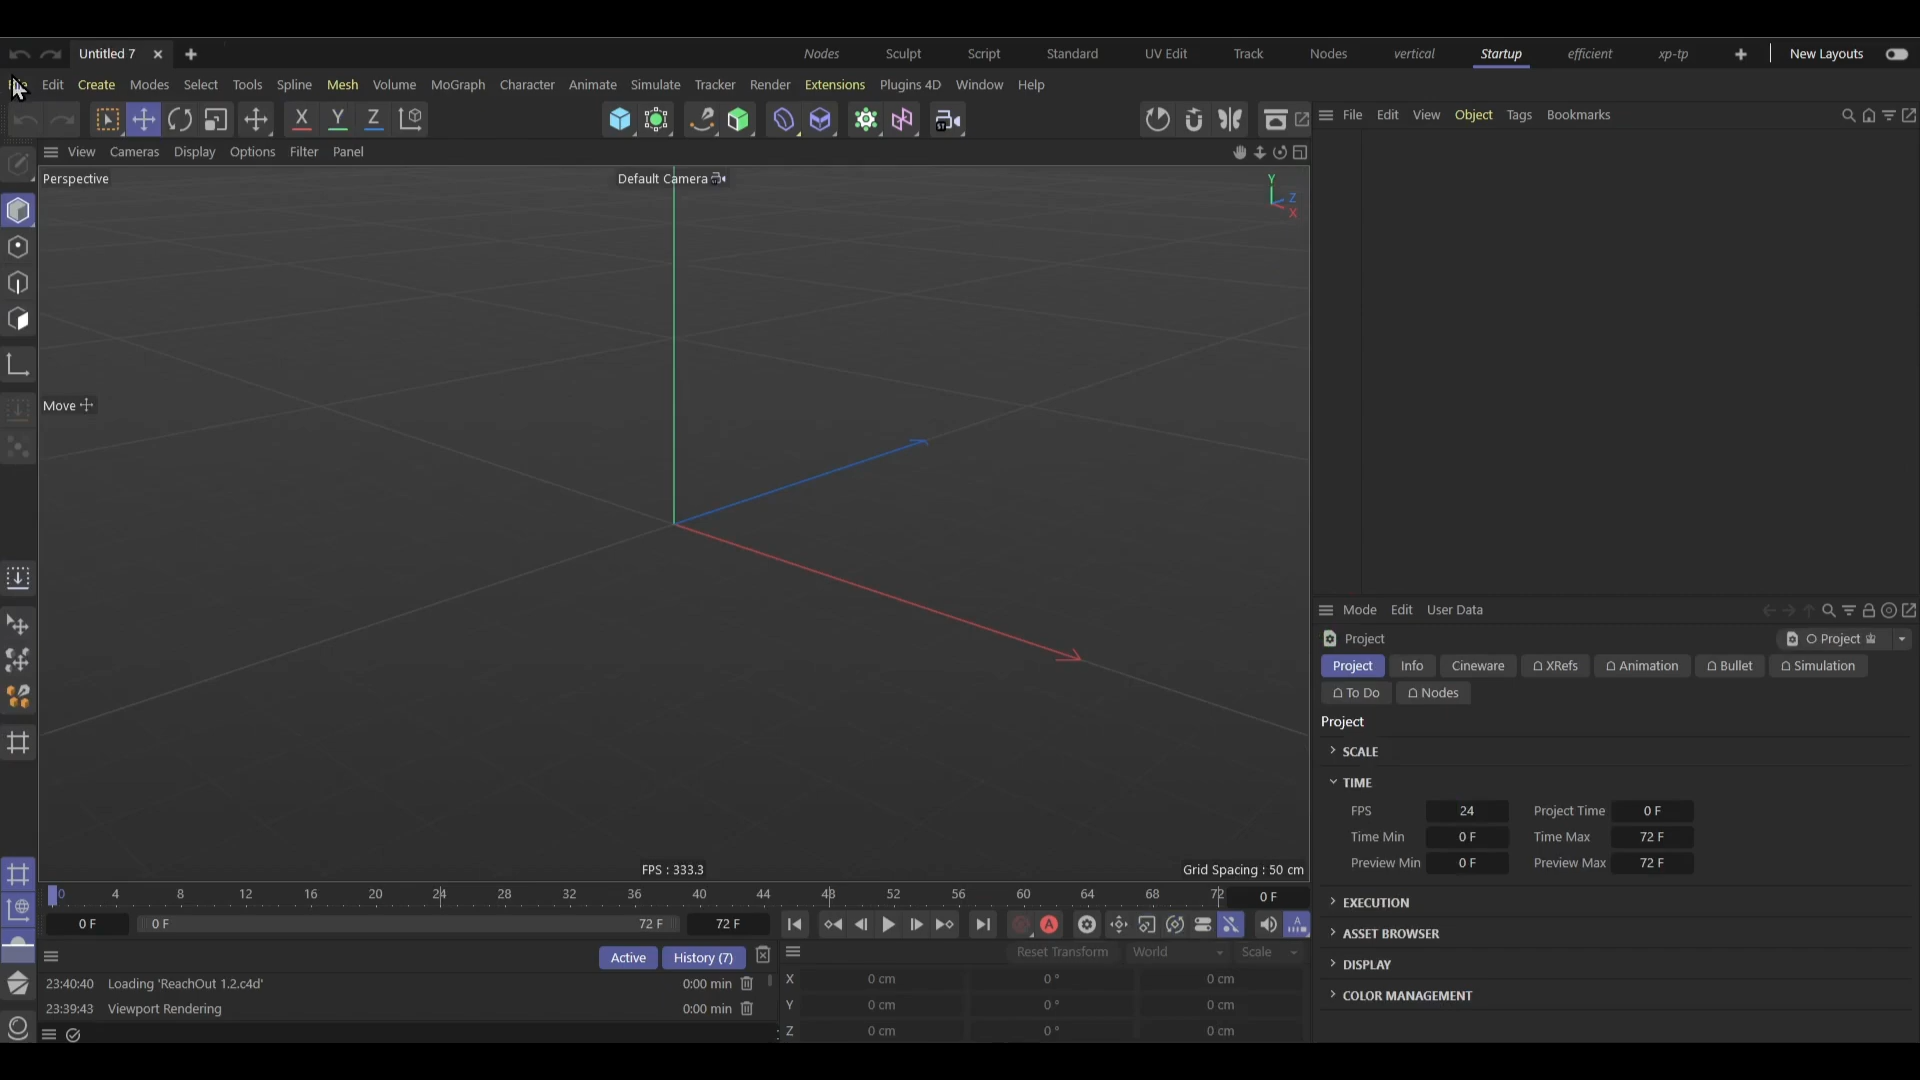 Untitled 7
Nodes Sculpt Script Standard UV Edit Track Nodes vertical Startup efficient xp-tp New Layouts
Edit Create Modes Select Tools Spline Mesh Volume MoGraph Character Animate Simulate Tracker Render Extensions Plugins 4D Window Help
X Y Z
File Edit View Object Tags Bookmarks
View Cameras Display Options Filter Panel
Perspective
Default Camera
Y
Z
X
Move
FPS : 333.3
Grid Spacing : 50 cm
0 4 8 12 16 20 24 28 32 36 40 44 48 52 56 60 64 68 72 0 F
0 F 0 F 72 F 72 F
A
Active History (7)
23:40:40 Loading 'ReachOut 1.2.c4d' 0:00 min
23:39:43 Viewport Rendering 0:00 min
Reset Transform World Scale
X 0 cm 0 ° 0 cm
Y 0 cm 0 ° 0 cm
Z 0 cm 0 ° 0 cm
Mode Edit User Data
Project
Project
Project Info Cineware XRefs Animation Bullet Simulation
To Do Nodes
Project
SCALE
TIME
FPS 24 Project Time 0 F
Time Min 0 F Time Max 72 F
Preview Min 0 F Preview Max 72 F
EXECUTION
ASSET BROWSER
DISPLAY
COLOR MANAGEMENT